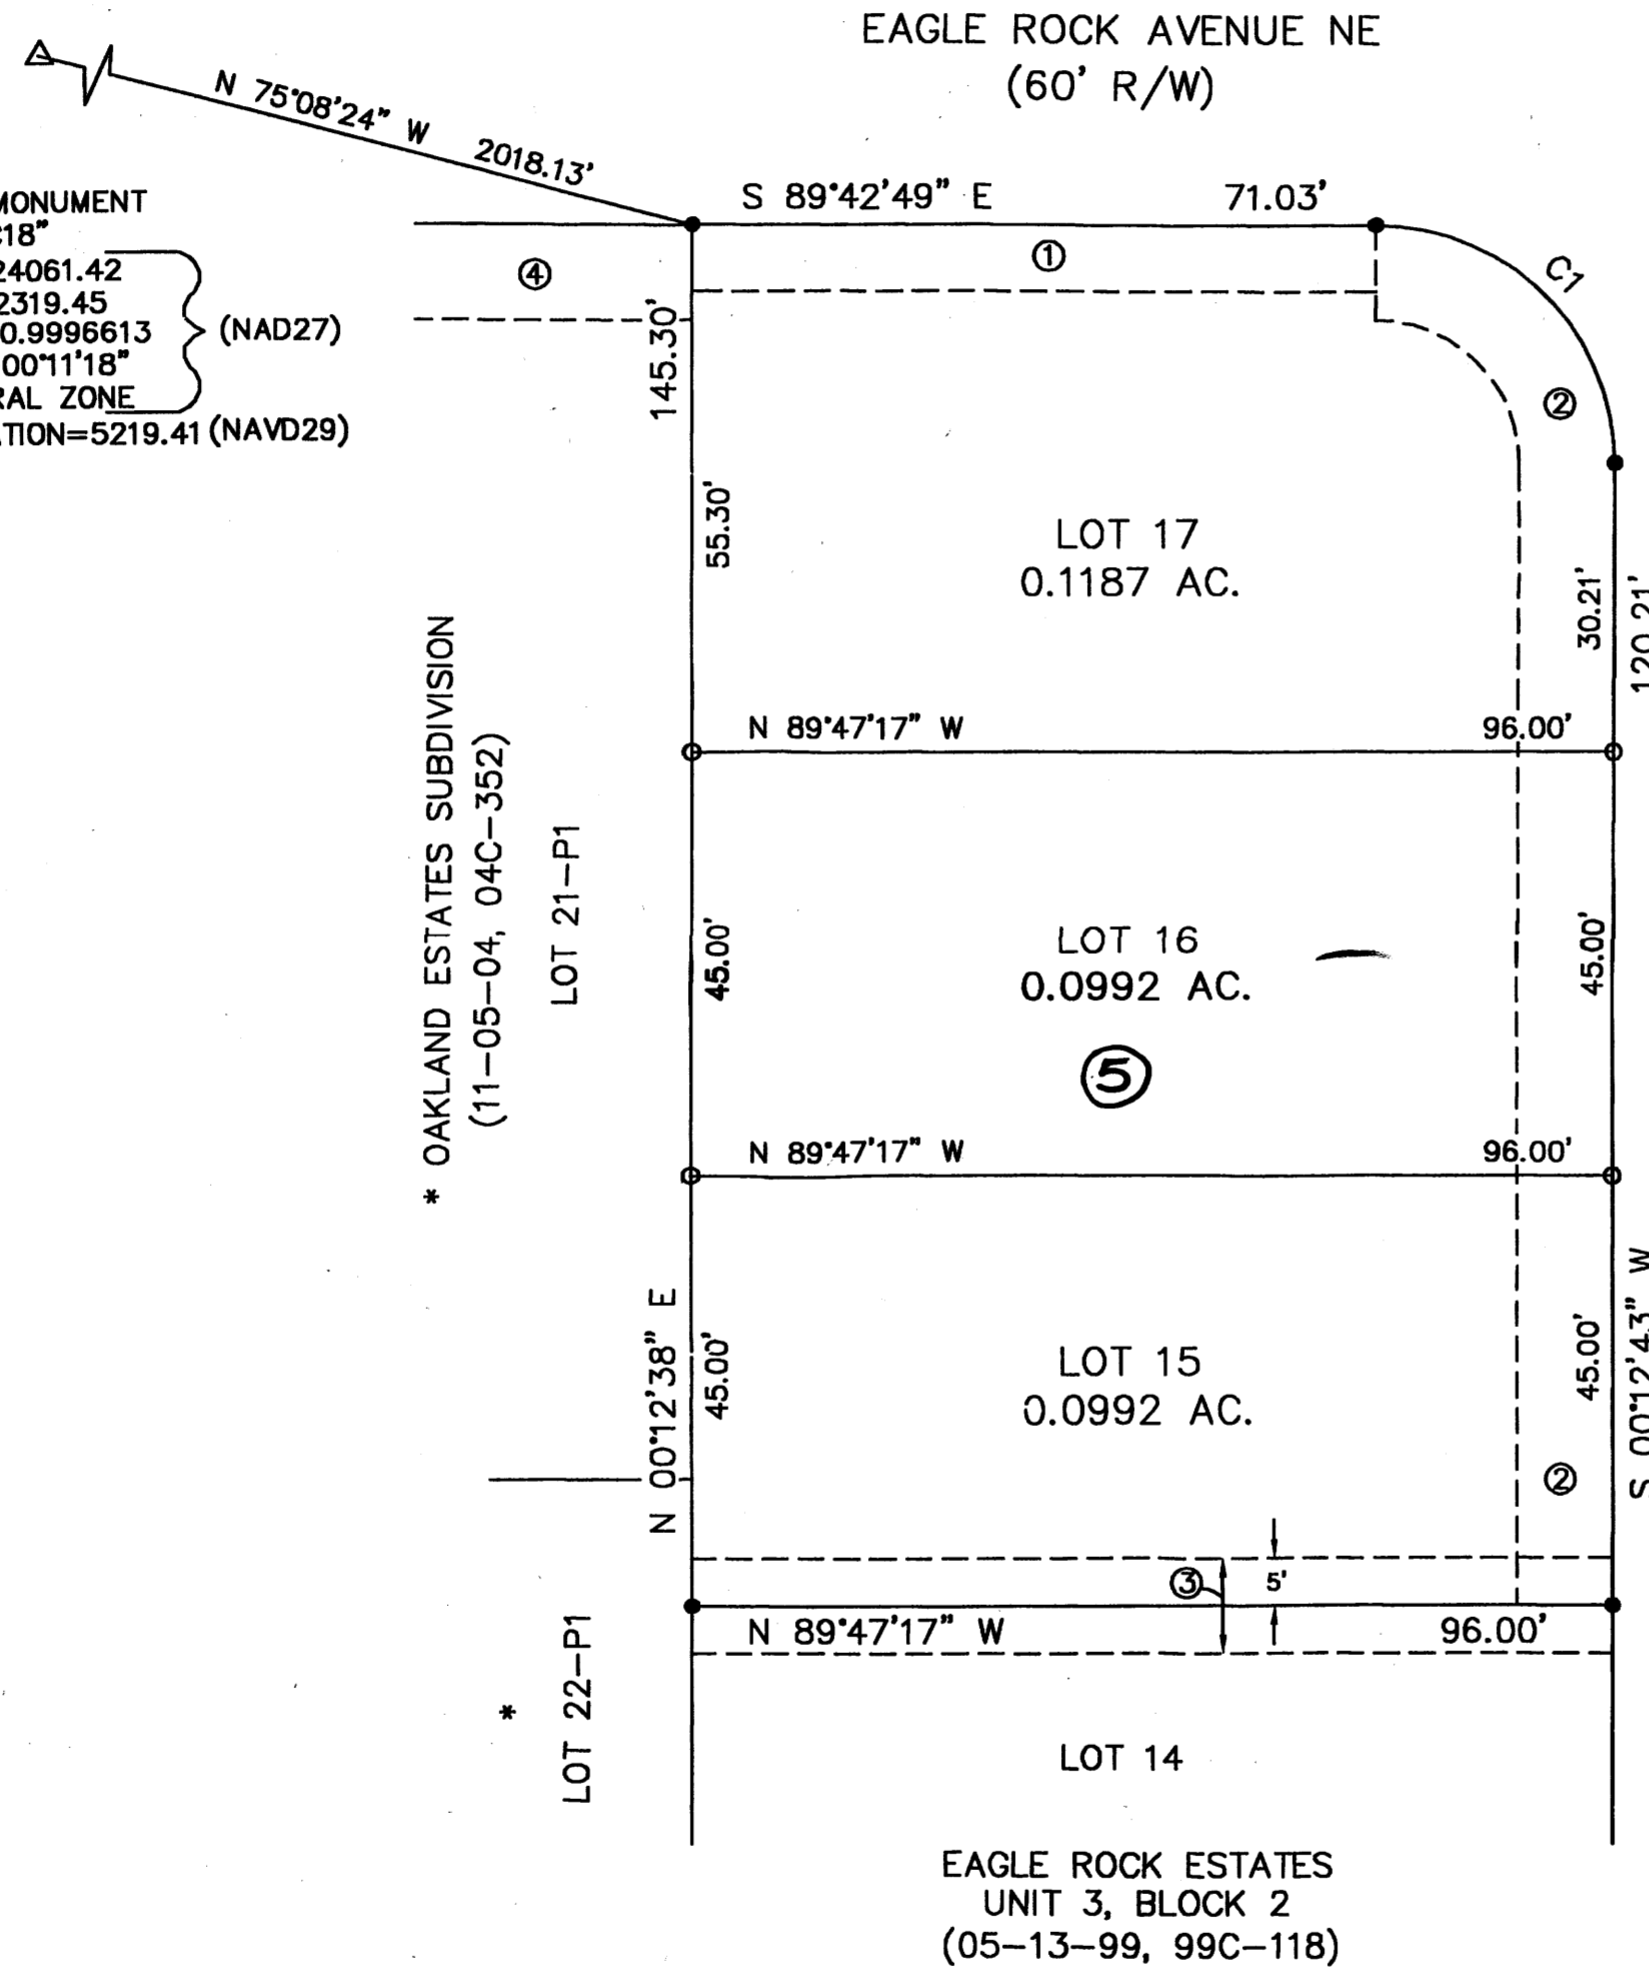 EAGLE ROCK AVENUE NE
(60' R/W)
N 75°08'24" W 2018.13'
S 89°42'49" E 71.03'
MONUMENT
18"
24061.42
2319.45
0.9996613
00°11'18"
RAL ZONE
(NAD27)
TION=5219.41 (NAVD29)
④
①
C1
②
145.30'
55.30'
LOT 17
0.1187 AC.
30.21'
120.21'
N 89°47'17" W 96.00'
* OAKLAND ESTATES SUBDIVISION
(11-05-04, 04C-352)
LOT 21-P1
45.00'
LOT 16
0.0992 AC.
45.00'
⑤
N 89°47'17" W 96.00'
N 00°12'38" E
45.00'
LOT 15
0.0992 AC.
45.00'
S 00°12'43" W
②
③
5'
N 89°47'17" W 96.00'
*
LOT 22-P1
LOT 14
EAGLE ROCK ESTATES
UNIT 3, BLOCK 2
(05-13-99, 99C-118)